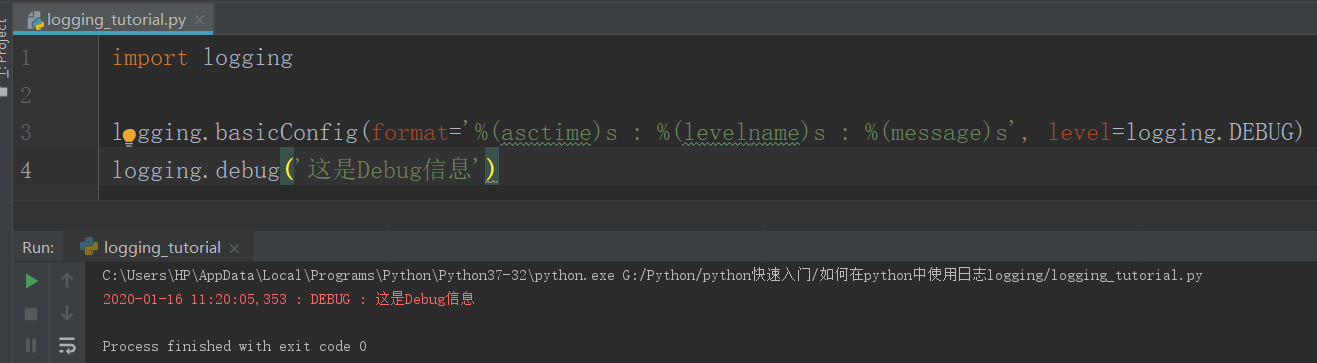 logging_tutorial.py
1: Project
1 import logging
2
3 logging.basicConfig(format='%(asctime)s : %(levelname)s : %(message)s', level=logging.DEBUG)
4 logging.debug('这是Debug信息')
Run: logging_tutorial
C:\Users\HP\AppData\Local\Programs\Python\Python37-32\python.exe G:/Python/python快速入门/如何在python中使用日志logging/logging_tutorial.py
2020-01-16 11:20:05,353 : DEBUG : 这是Debug信息
Process finished with exit code 0